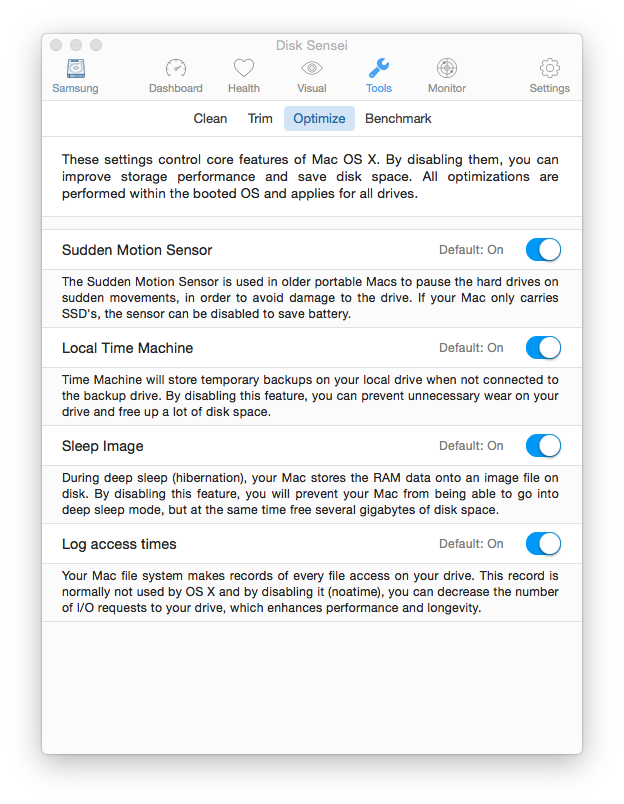 Disk Sensei
Samsung Dashboard Health Visual Tools Monitor Settings
Clean Trim Optimize Benchmark
These settings control core features of Mac OS X. By disabling them, you can
improve storage performance and save disk space. All optimizations are
performed within the booted OS and applies for all drives.
Sudden Motion Sensor Default: On
The Sudden Motion Sensor is used in older portable Macs to pause the hard drives on
sudden movements, in order to avoid damage to the drive. If your Mac only carries
SSD's, the sensor can be disabled to save battery.
Local Time Machine Default: On
Time Machine will store temporary backups on your local drive when not connected to
the backup drive. By disabling this feature, you can prevent unnecessary wear on your
drive and free up a lot of disk space.
Sleep Image Default: On
During deep sleep (hibernation), your Mac stores the RAM data onto an image file on
disk. By disabling this feature, you will prevent your Mac from being able to go into
deep sleep mode, but at the same time free several gigabytes of disk space.
Log access times Default: On
Your Mac file system makes records of every file access on your drive. This record is
normally not used by OS X and by disabling it (noatime), you can decrease the number
of I/O requests to your drive, which enhances performance and longevity.